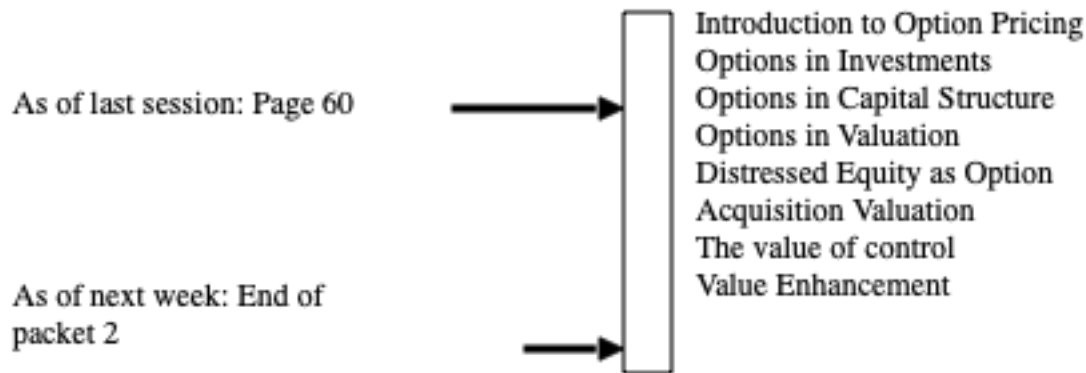 Introduction to Option Pricing
Options in Investments
As of last session: Page 60
Options in Capital Structure
Options in Valuation
Distressed Equity as Option
Acquisition Valuation
The value of control
Value Enhancement
As of next week: End of
packet 2